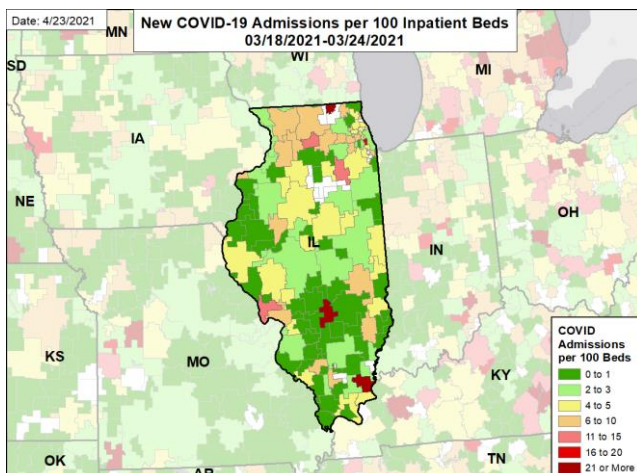 Date: 4/23/2021
New COVID-19 Admissions per 100 Inpatient Beds
03/18/2021-03/24/2021
MN
WI
SD
MI
IA
NE
OH
IL
IN
KS
MO
KY
OK
AR
TN
COVID
Admissions
per 100 Beds
0 to 1
2 to 3
4 to 5
6 to 10
11 to 15
16 to 20
21 or More